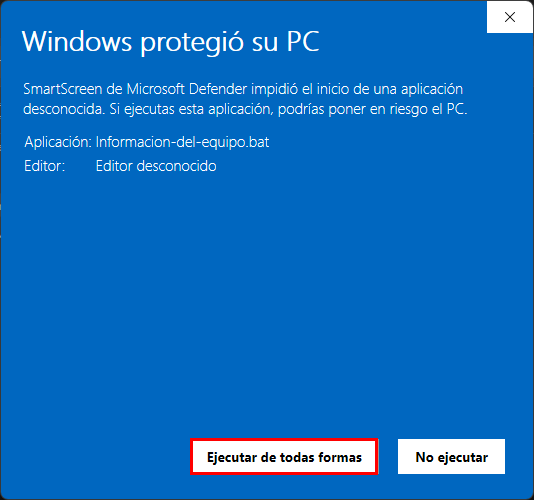 Windows protegió su PC
SmartScreen de Microsoft Defender impidió el inicio de una aplicación
desconocida. Si ejecutas esta aplicación, podrías poner en riesgo el PC.
Aplicación: Informacion-del-equipo.bat
Editor: Editor desconocido
Ejecutar de todas formas
No ejecutar